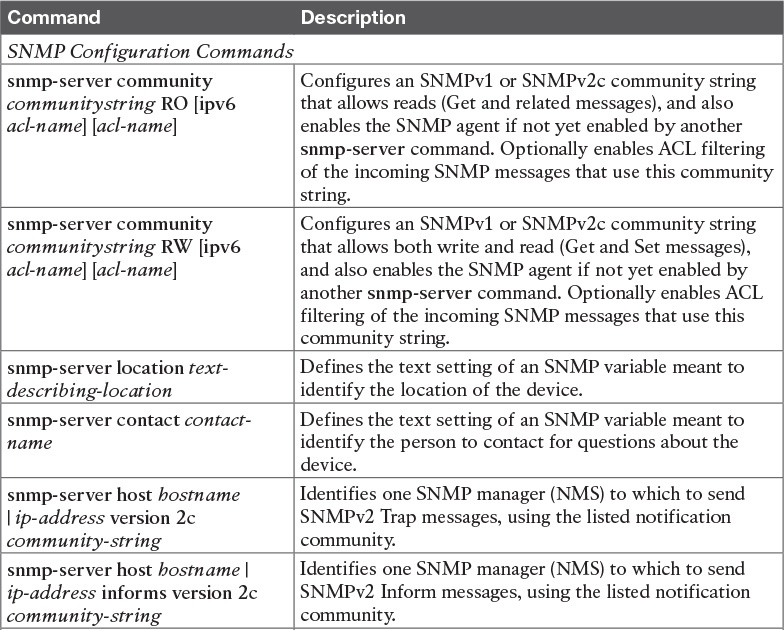 Command Description
SNMP Configuration Commands
snmp-server community
communitystring RO [ipv6
acl-name] [acl-name]
Configures an SNMPv1 or SNMPv2c community string
that allows reads (Get and related messages), and also
enables the SNMP agent if not yet enabled by another
snmp-server command. Optionally enables ACL filtering
of the incoming SNMP messages that use this community
string.
snmp-server community
communitystring RW [ipv6
acl-name] [acl-name]
Configures an SNMPv1 or SNMPv2c community string
that allows both write and read (Get and Set messages),
and also enables the SNMP agent if not yet enabled by
another snmp-server command. Optionally enables ACL
filtering of the incoming SNMP messages that use this
community string.
snmp-server location text-
describing-location
Defines the text setting of an SNMP variable meant to
identify the location of the device.
snmp-server contact contact-
name
Defines the text setting of an SNMP variable meant to
identify the person to contact for questions about the
device.
snmp-server host hostname
| ip-address version 2c
community-string
Identifies one SNMP manager (NMS) to which to send
SNMPv2 Trap messages, using the listed notification
community.
snmp-server host hostname |
ip-address informs version 2c
community-string
Identifies one SNMP manager (NMS) to which to send
SNMPv2 Inform messages, using the listed notification
community.